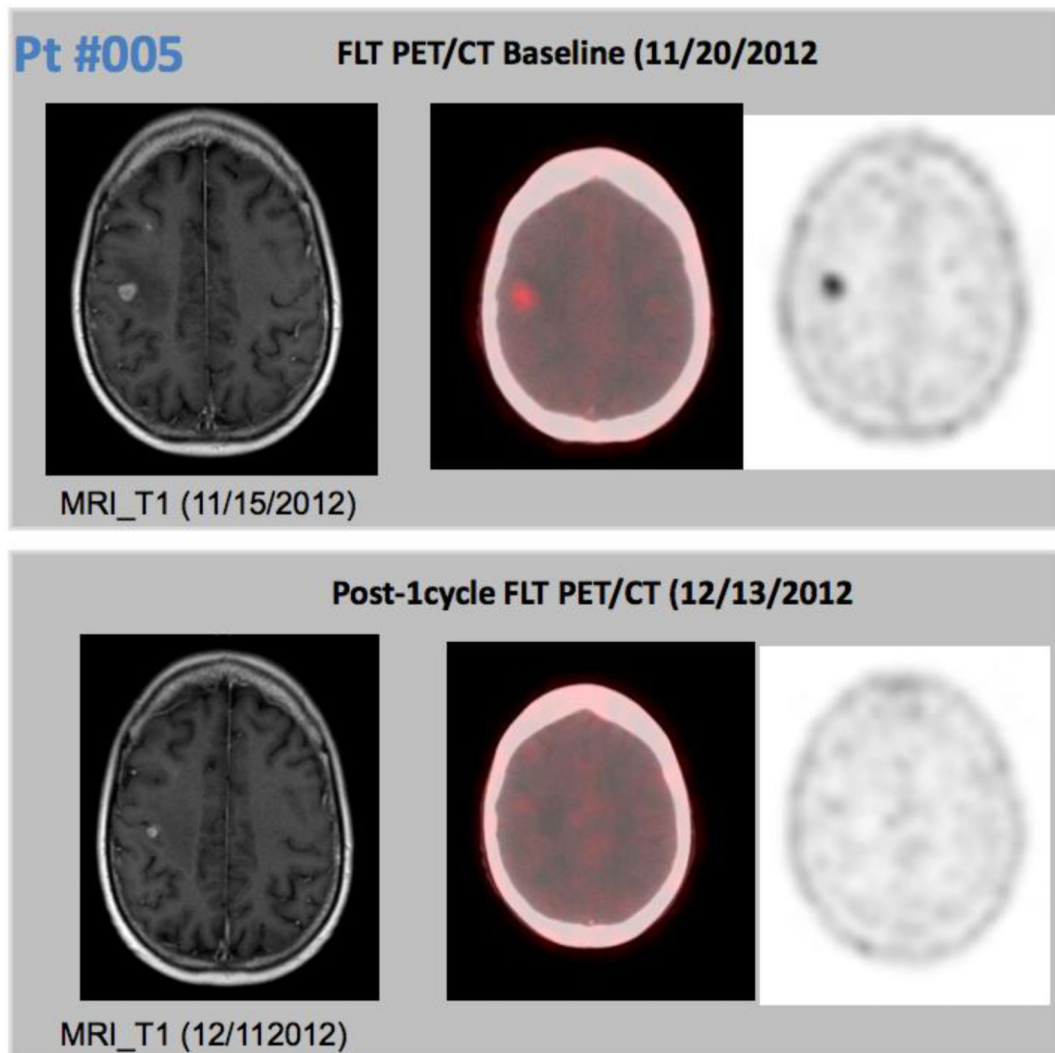 Pt #005
FLT PET/CT Baseline (11/20/2012
MRI_T1 (11/15/2012)
Post-1cycle FLT PET/CT (12/13/2012
MRI_T1 (12/112012)